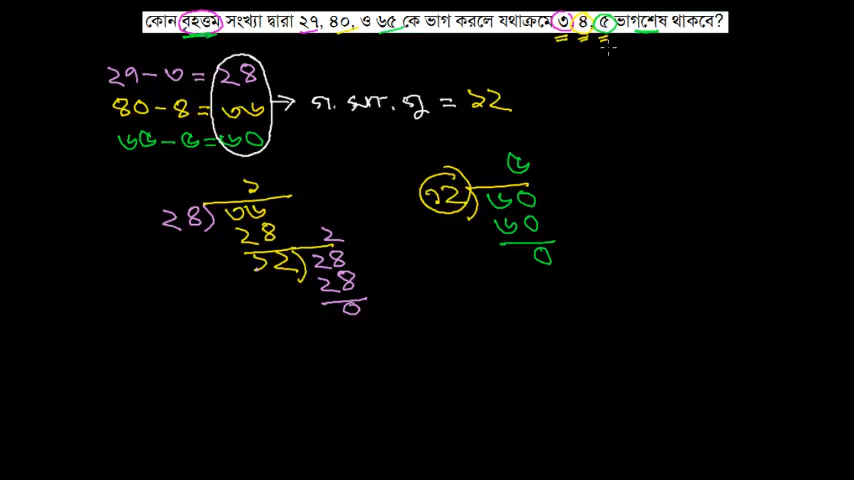 কোন বৃহত্তম সংখ্যা দ্বারা ২৭, ৪০, ও ৬৫ কে ভাগ করলে যথাক্রমে ৩, ৪, ৫ ভাগশেষ থাকবে?
২৭ - ৩ = ২৪
৪০ - ৪ = ৩৬
৬৫ - ৫ = ৬০
→ গ. সা. গু = ১২
১
২৪) ৩৬
২৪
২
১২) ২৪
২৪
০
৫
১২) ৬০
৬০
০